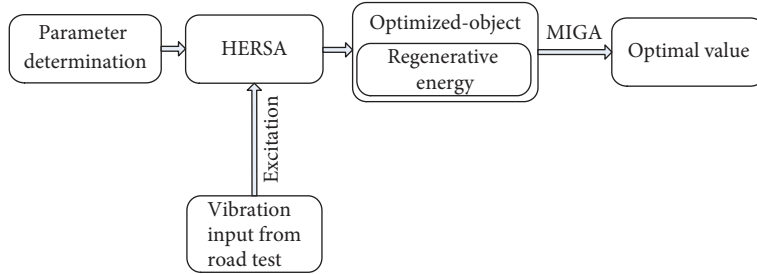 Parameter
determination
HERSA
Optimized-object
Regenerative
energy
MIGA
Optimal value
Excitation
Vibration
input from
road test